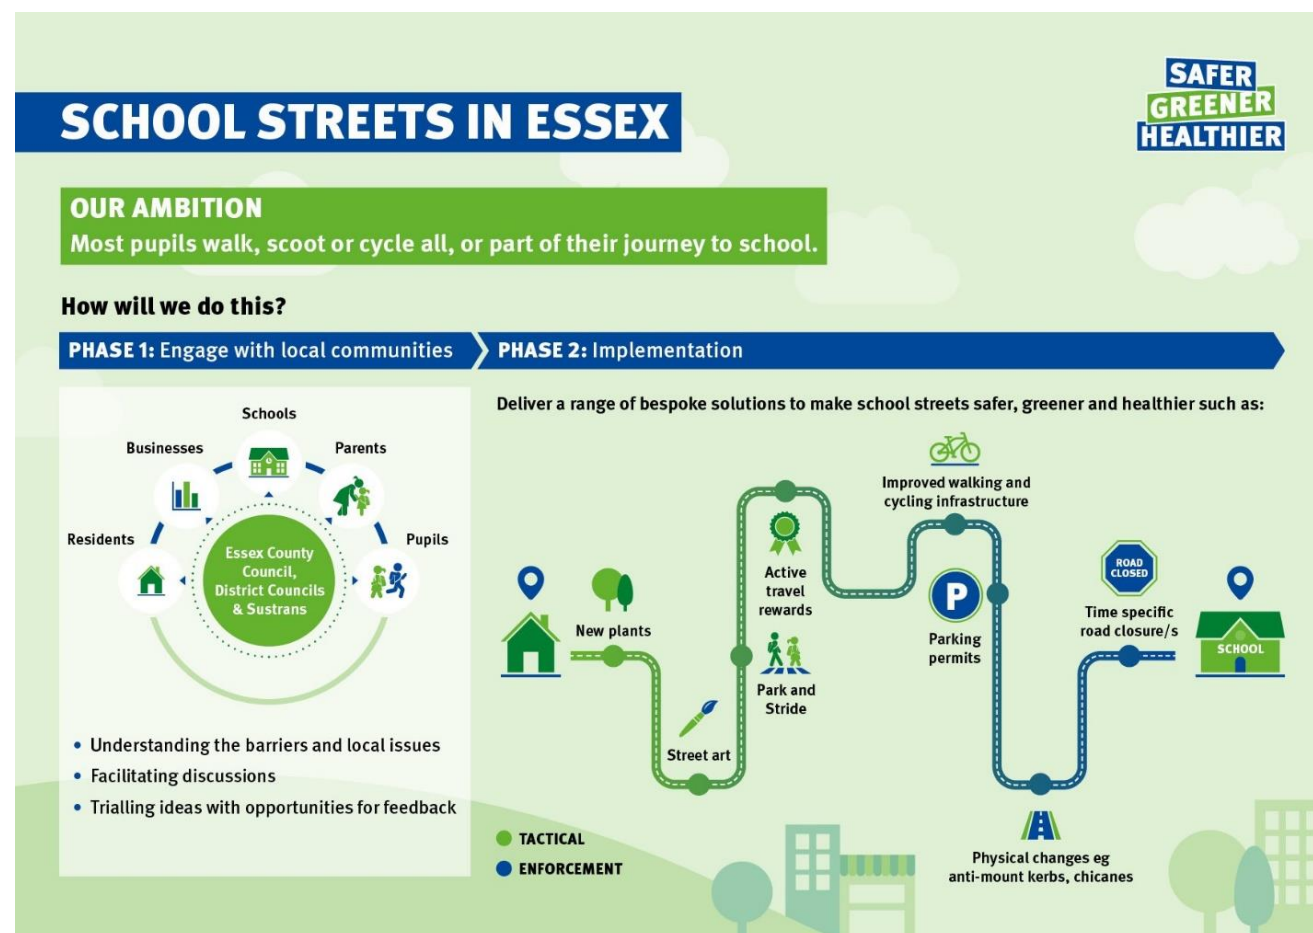 SCHOOL STREETS IN ESSEX
SAFER
GREENER
HEALTHIER
OUR AMBITION
Most pupils walk, scoot or cycle all, or part of their journey to school.
How will we do this?
PHASE 1: Engage with local communities
PHASE 2: Implementation
Schools
Businesses
Parents
Residents
Pupils
Essex County
Council,
District Councils
& Sustrans
• Understanding the barriers and local issues
• Facilitating discussions
• Trialling ideas with opportunities for feedback
Deliver a range of bespoke solutions to make school streets safer, greener and healthier such as:
New plants
Street art
Park and
Stride
Active
travel
rewards
Improved walking and
cycling infrastructure
P
Parking
permits
Physical changes eg
anti-mount kerbs, chicanes
ROAD
CLOSED
Time specific
road closure/s
SCHOOL
TACTICAL
ENFORCEMENT